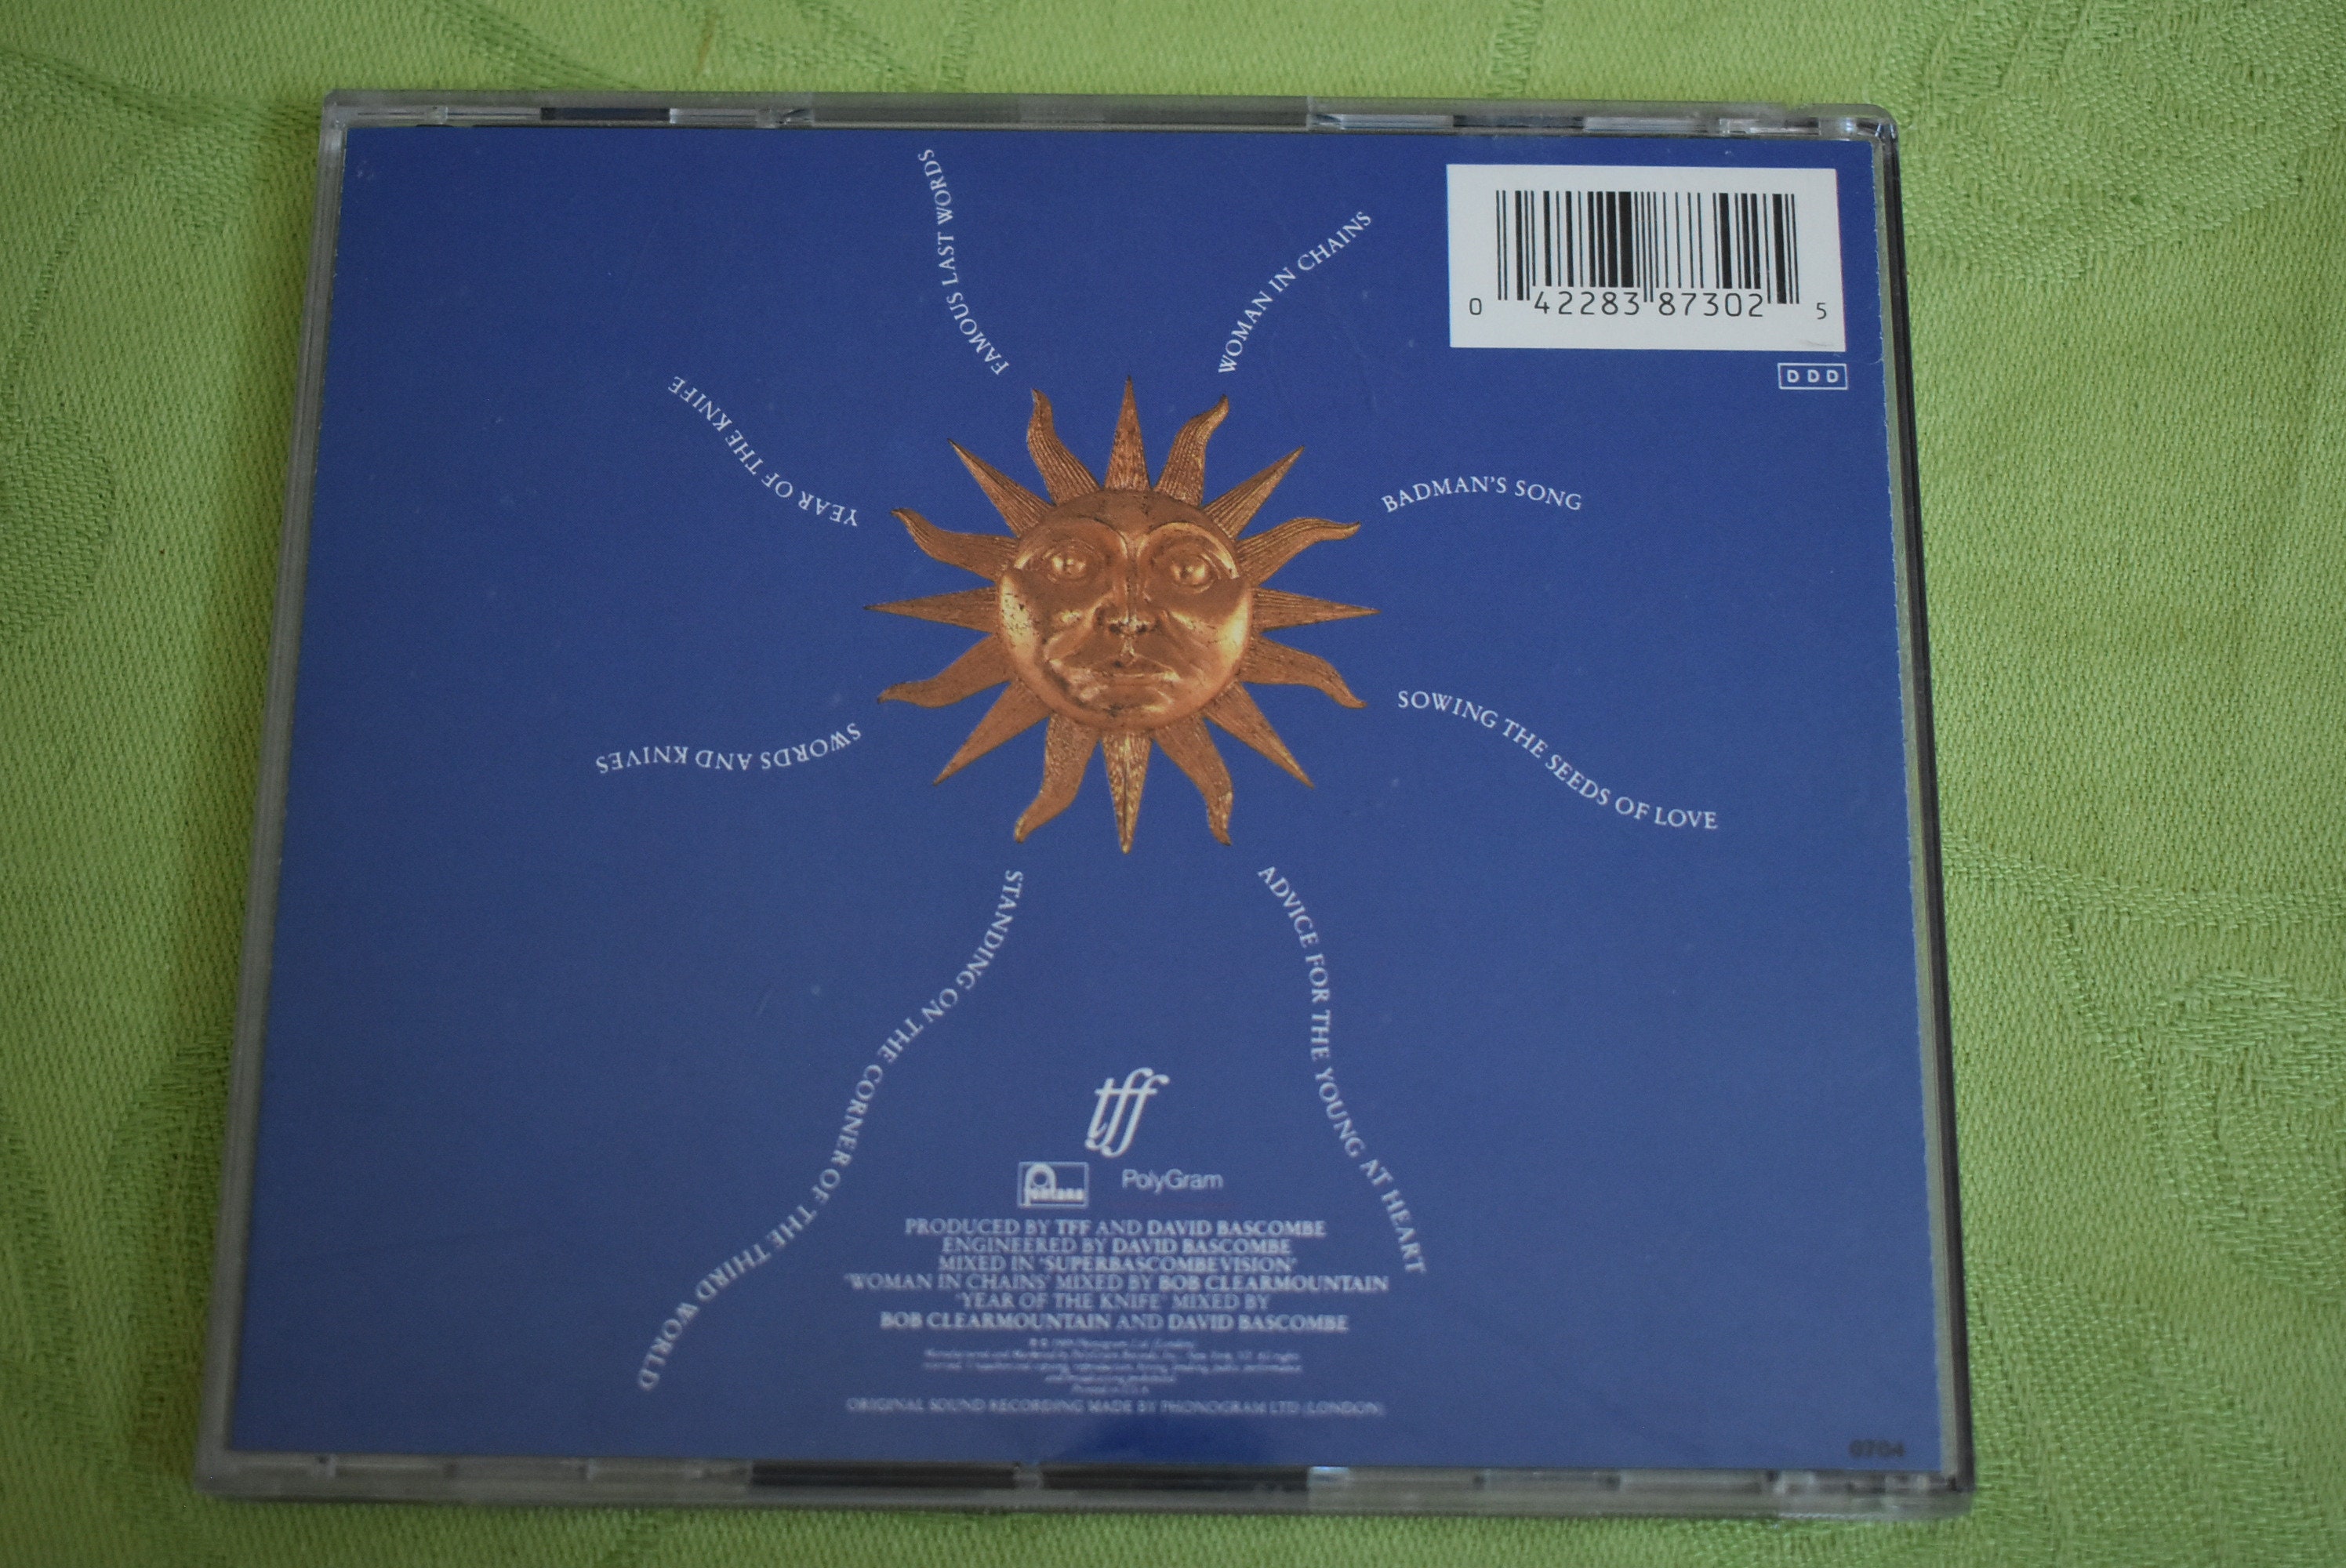 WOMAN IN CHAINS
BADMAN'S SONG
SOWING THE SEEDS OF LOVE
ADVICE FOR THE YOUNG AT HEART
STANDING ON THE CORNER OF THE THIRD WORLD
SWORDS AND KNIVES
YEAR OF THE KNIFE
FAMOUS LAST WORDS
0 42283 87302 5
DDD
tff
fontana PolyGram
PRODUCED BY TFF AND DAVID BASCOMBE
ENGINEERED BY DAVID BASCOMBE
MIXED IN 'SUPERBASCOMBEVISION'
'WOMAN IN CHAINS' MIXED BY BOB CLEARMOUNTAIN
'YEAR OF THE KNIFE' MIXED BY
BOB CLEARMOUNTAIN AND DAVID BASCOMBE
ORIGINAL SOUND RECORDING MADE BY PHONOGRAM LTD (LONDON)
0704